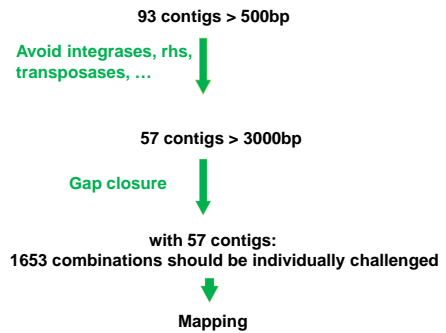 93 contigs > 500bp
Avoid integrases, rhs,
transposases, …
57 contigs > 3000bp
Gap closure
with 57 contigs:
1653 combinations should be individually challenged
Mapping